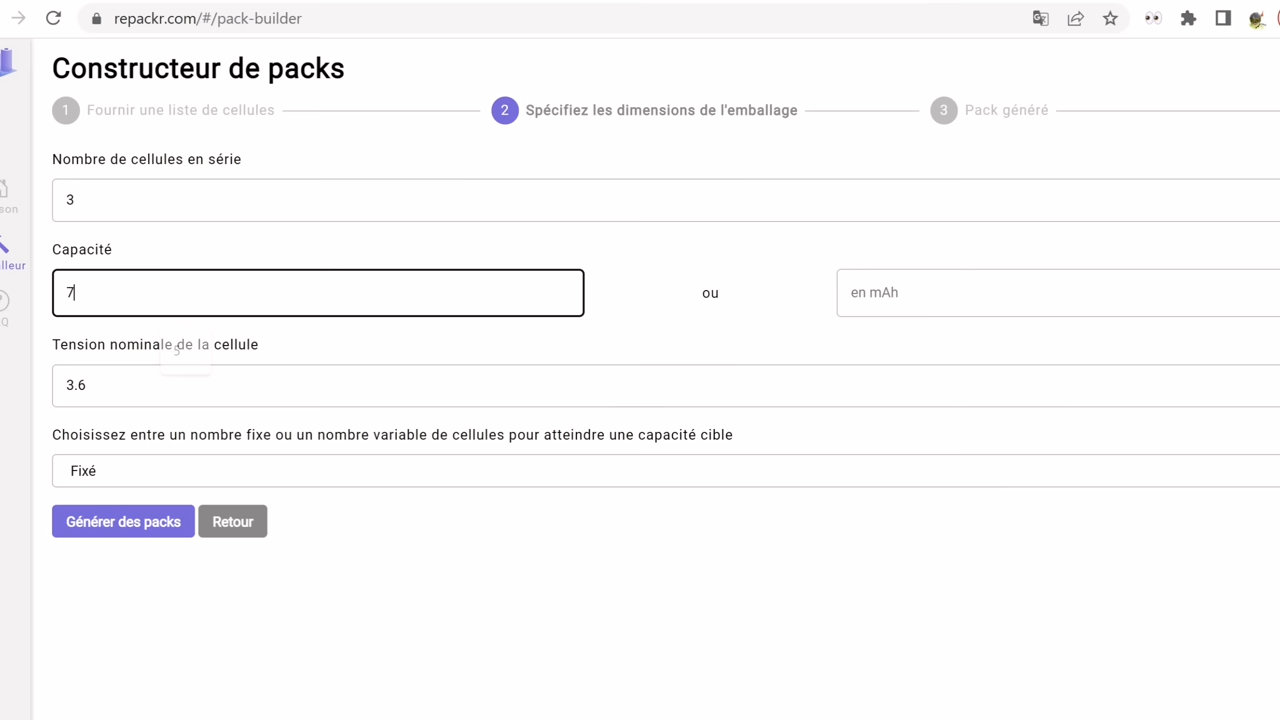 repackr.com/#/pack-builder
Constructeur de packs
1 Fournir une liste de cellules
2 Spécifiez les dimensions de l'emballage
3 Pack généré
Nombre de cellules en série
3
son
Capacité
lleur
7
ou
en mAh
Q
Tension nominale de la cellule
5
3.6
Choisissez entre un nombre fixe ou un nombre variable de cellules pour atteindre une capacité cible
Fixé
Générer des packs
Retour